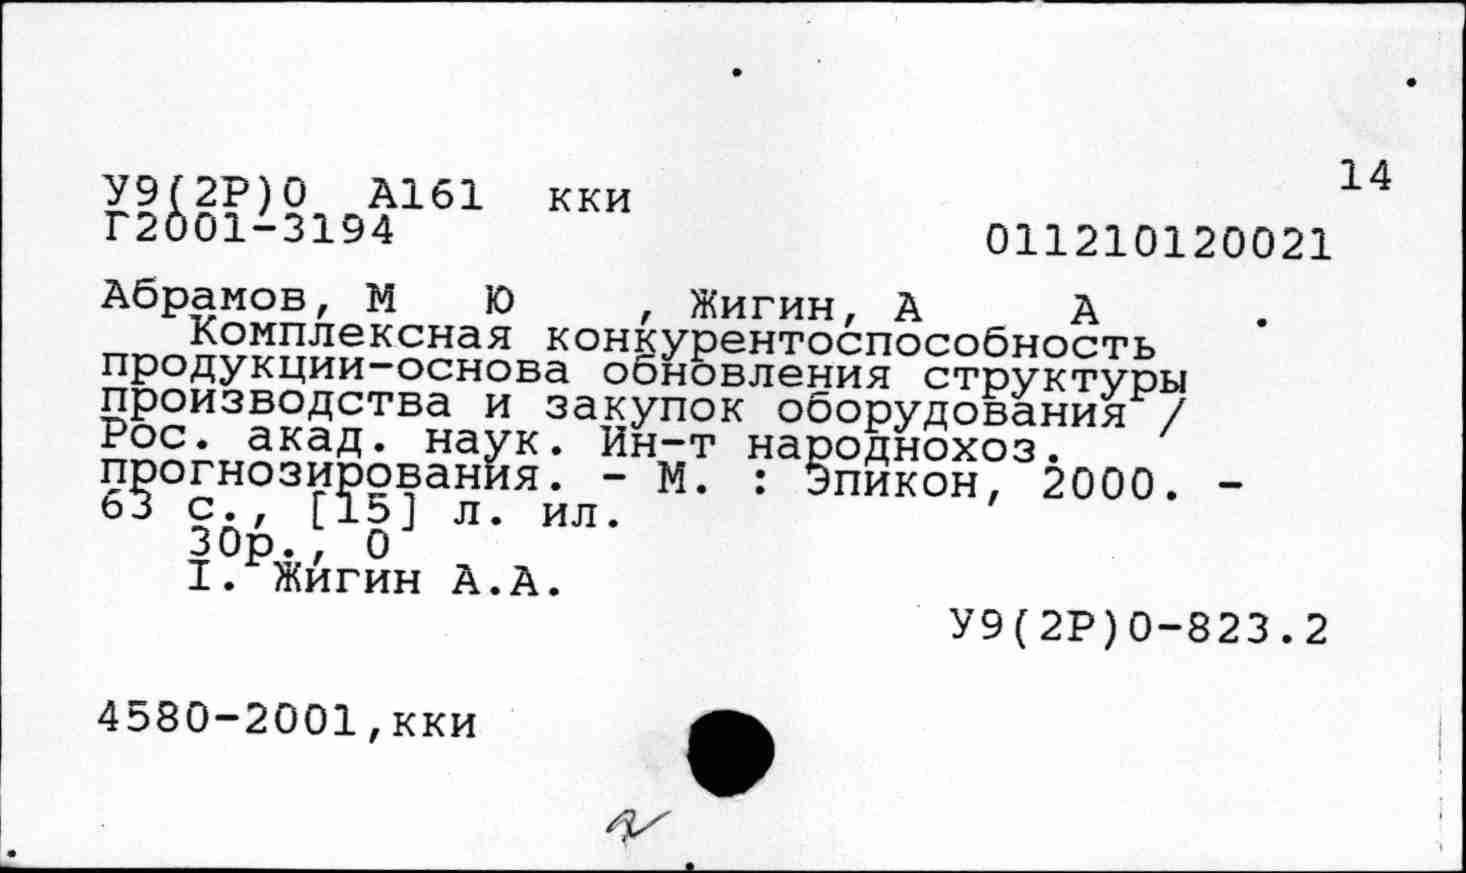 14
У9(2Р)0 А161 кки
Г2001-3194
011210120021
Абрамов, М Ю , Жигин, А А .
Комплексная конкурентоспособность
продукции-основа обновления структуры
производства и закупок оборудования /
Рос. акад. наук. Ин-т народнохоз.
прогнозирования. - М. : Эпикон, 2000. -
63 с., [15] л. ил.
30р., 0
I. Жигин А.А.
У9(2Р)0-823.2
4580-2001,кки